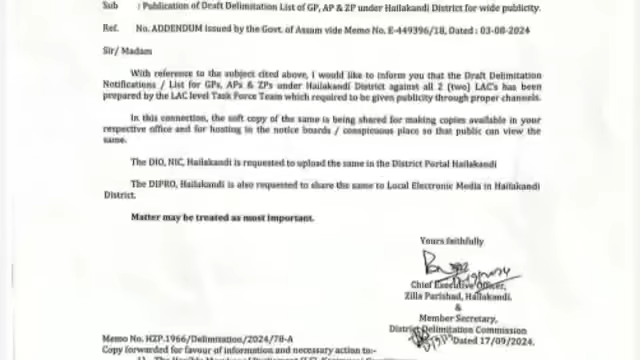 Sub : Publication of Draft Delimitation List of GP, AP & ZP under Hailakandi District for wide publicity.
Ref. No. ADDENDUM issued by the Govt. of Assam vide Memo No. E-449396/18, Dated : 03-08-2024
Sir/ Madam
With reference to the subject cited above, I would like to inform you that the Draft Delimitation
Notifications / List for GPs, APs & ZPs under Hailakandi District against all 2 (two) LAC's has been
prepared by the LAC level Task Force Team which required to be given publicity through proper channels.
In this connection, the soft copy of the same is being shared for making copies available in your
respective office and for hosting in the notice boards / conspicuous place so that public can view the
same.
The DIO, NIC, Hailakandi is requested to upload the same in the District Portal Hailakandi
The DIPRO, Hailakandi is also requested to share the same to Local Electronic Media in Hailakandi
District.
Matter may be treated as most important.
Yours faithfully
Chief Executive Officer,
Zilla Parishad, Hailakandi.
&
Member Secretary,
District Delimitation Commission
Dated 17/09/2024.
Memo No. HZP.1966/Delimitation/2024/78-A
Copy forwarded for favour of information and necessary action to:-